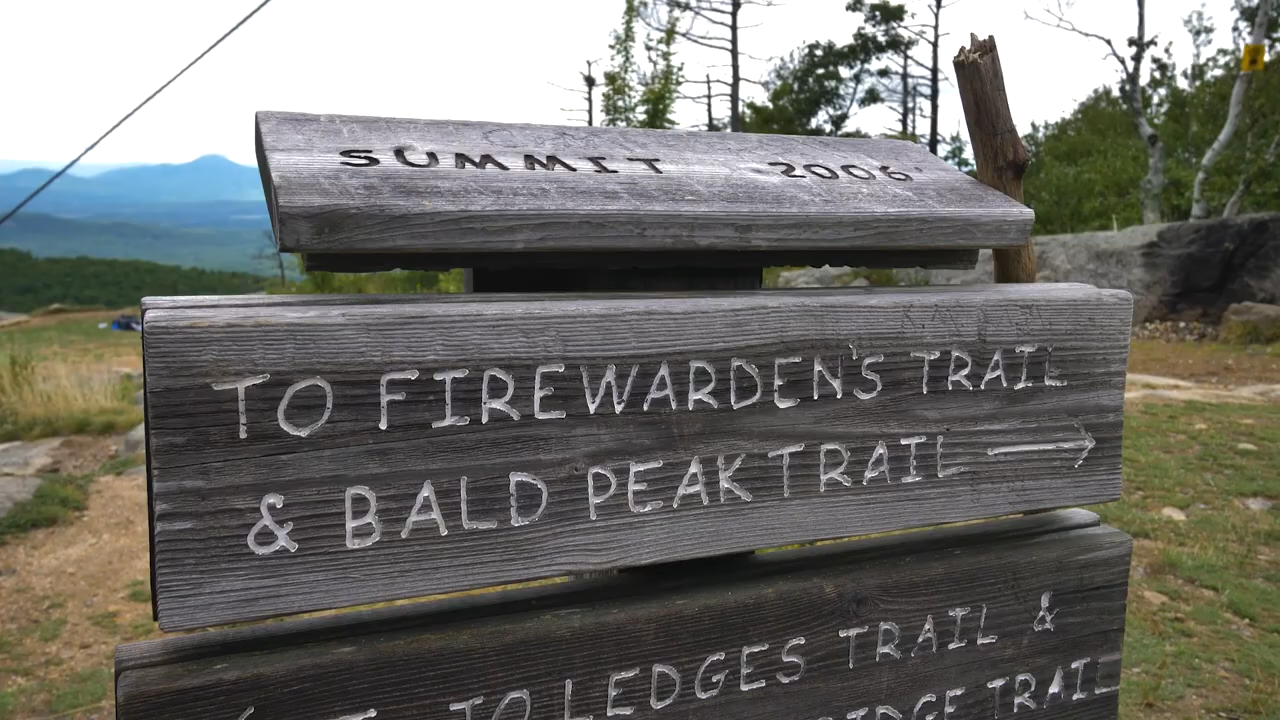 SUMMIT 2006'
TO FIREWARDEN'S TRAIL
& BALD PEAK TRAIL →
TO LEDGES TRAIL &
TRAIL